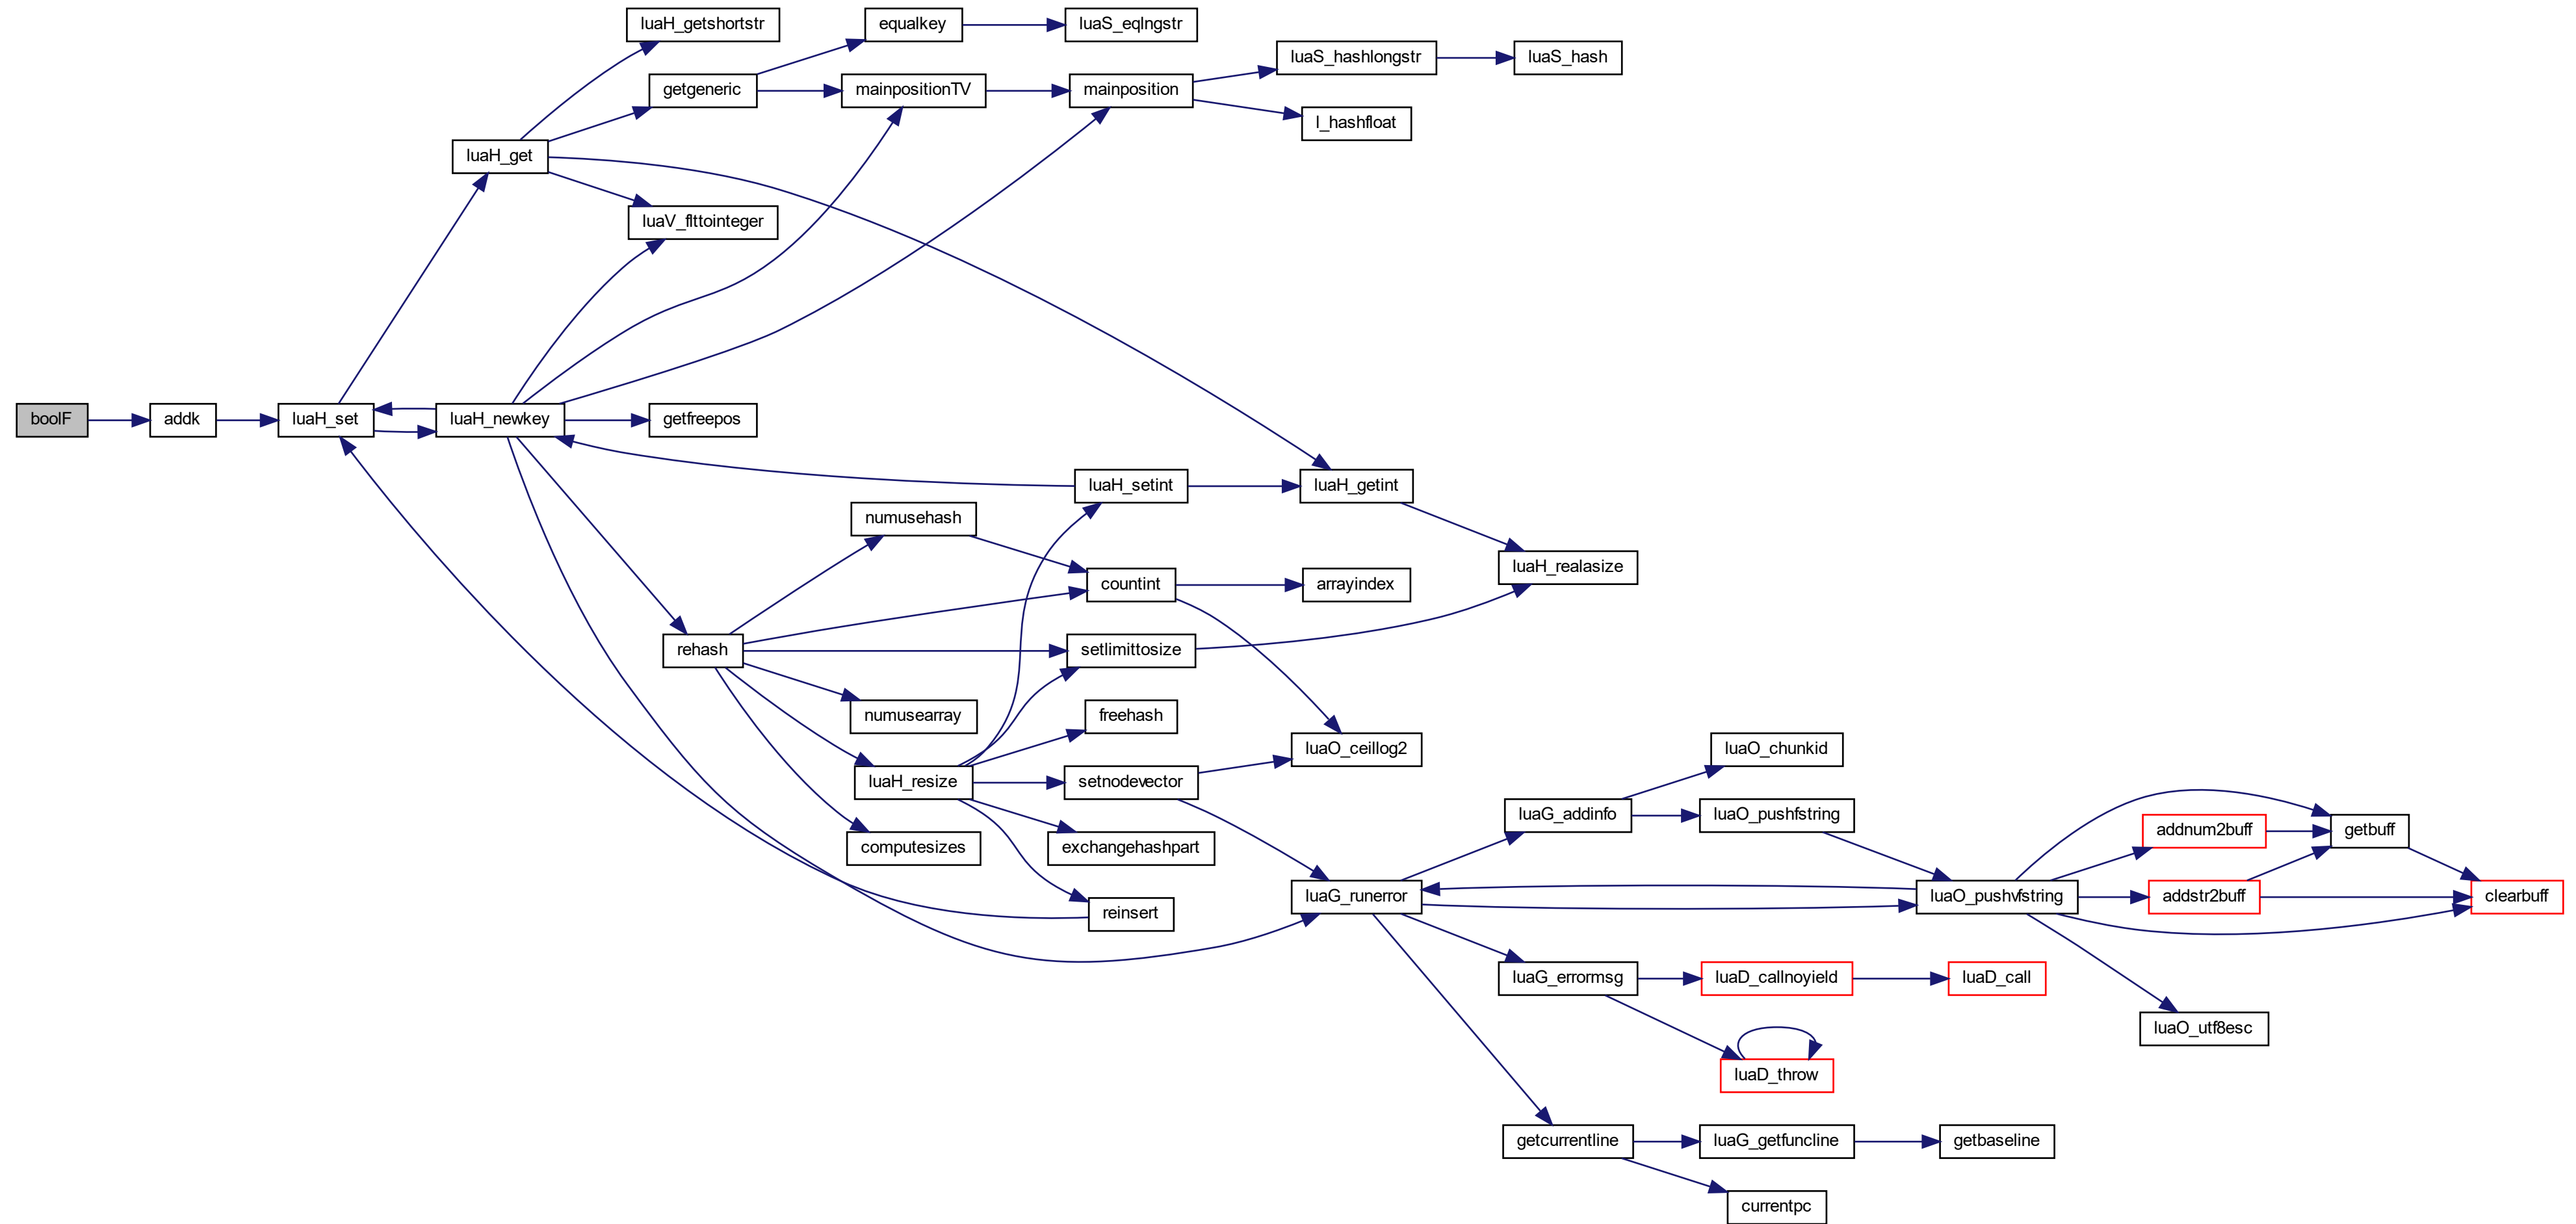 luaH_getshortstr
equalkey
luaS_eqlngstr
luaS_hashlongstr
luaS_hash
getgeneric
mainpositionTV
mainposition
l_hashfloat
luaH_get
luaV_flttointeger
boolF
addk
luaH_set
luaH_newkey
getfreepos
luaH_setint
luaH_getint
numusehash
luaH_realasize
countint
arrayindex
rehash
setlimittosize
numusearray
freehash
luaO_ceillog2
luaO_chunkid
luaH_resize
setnodevector
luaG_addinfo
luaO_pushfstring
addnum2buff
getbuff
computesizes
exchangehashpart
luaG_runerror
luaO_pushvfstring
addstr2buff
clearbuff
reinsert
luaG_errormsg
luaD_callnoyield
luaD_call
luaO_utf8esc
luaD_throw
getcurrentline
luaG_getfuncline
getbaseline
currentpc